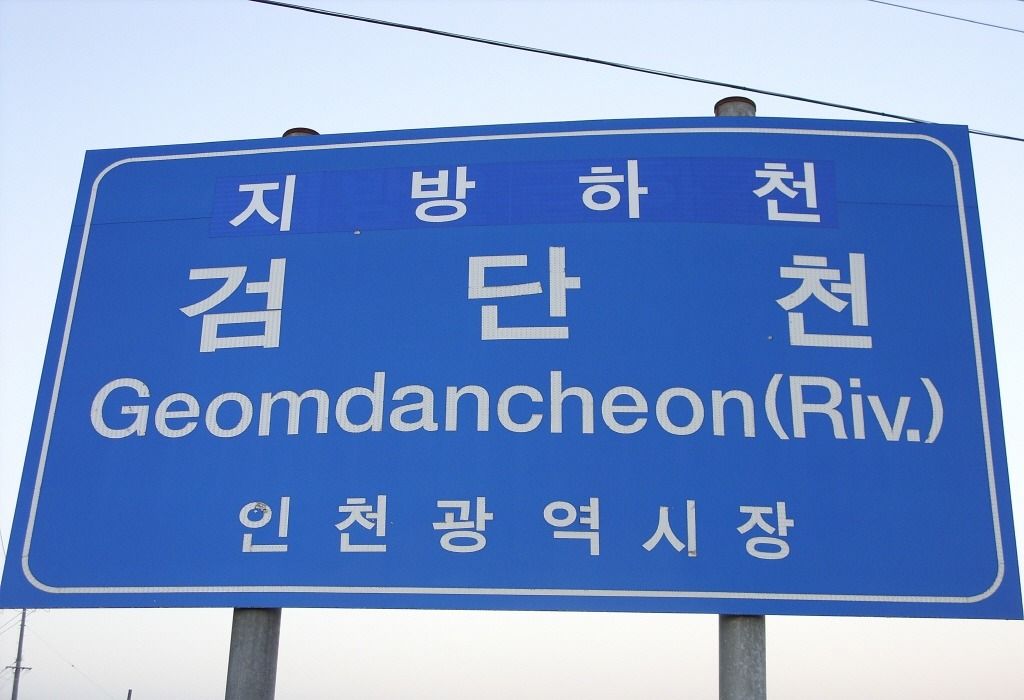 지방하천
검단천
Geomdancheon(Riv.)
인천광역시장